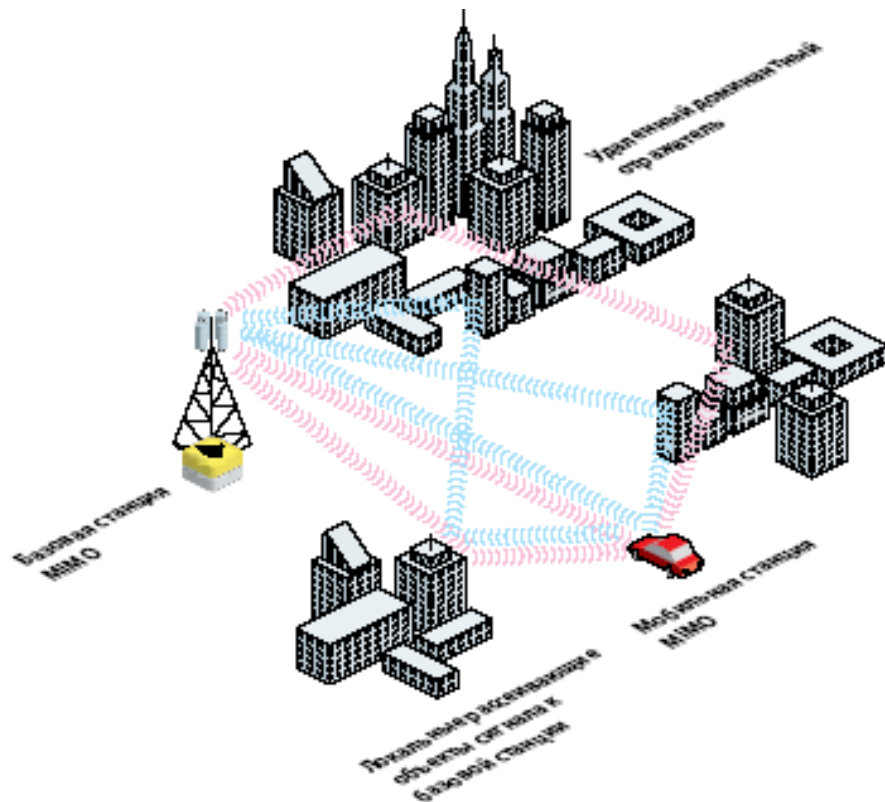 Удаленный доминантный
отражатель
Базовая станция
MIMO
Мобильная станция
MIMO
Локальные рассеивающие
объекты сигнала к
базовой станции